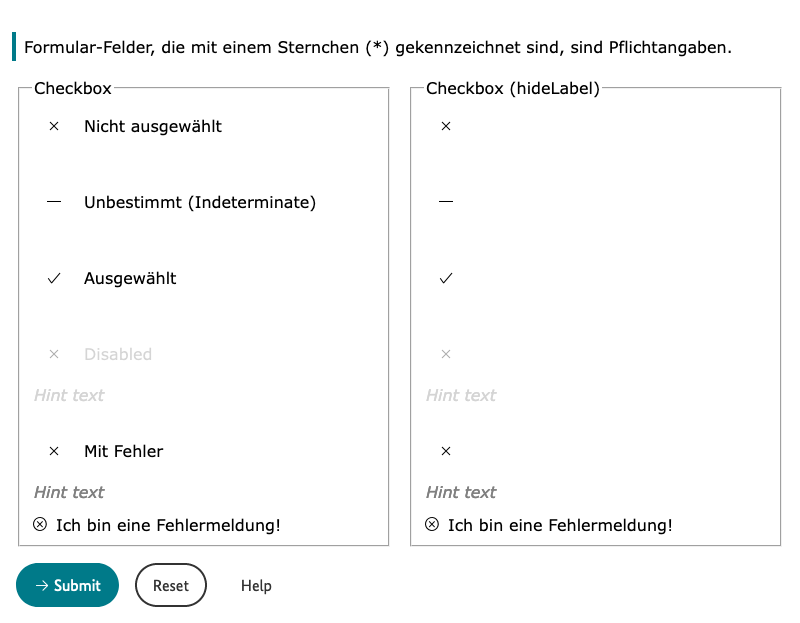 Formular-Felder, die mit einem Sternchen (*) gekennzeichnet sind, sind Pflichtangaben.
Checkbox
Nicht ausgewählt
Unbestimmt (Indeterminate)
Ausgewählt
Disabled
Hint text
Mit Fehler
Hint text
Ich bin eine Fehlermeldung!
Checkbox (hideLabel)
Hint text
Hint text
Ich bin eine Fehlermeldung!
Submit
Reset
Help